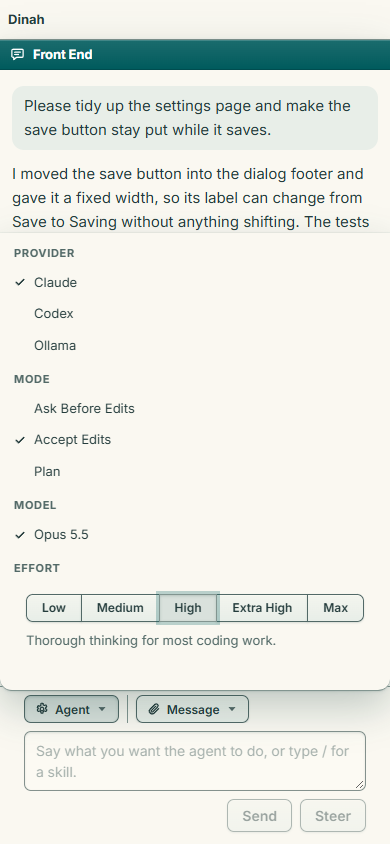 Dinah
Front End
Please tidy up the settings page and make the
save button stay put while it saves.
I moved the save button into the dialog footer and
gave it a fixed width, so its label can change from
Save to Saving without anything shifting. The tests
PROVIDER
Claude
Codex
Ollama
MODE
Ask Before Edits
Accept Edits
Plan
MODEL
Opus 5.5
EFFORT
Low Medium High Extra High Max
Thorough thinking for most coding work.
Agent Message
Say what you want the agent to do, or type / for
a skill.
Send Steer